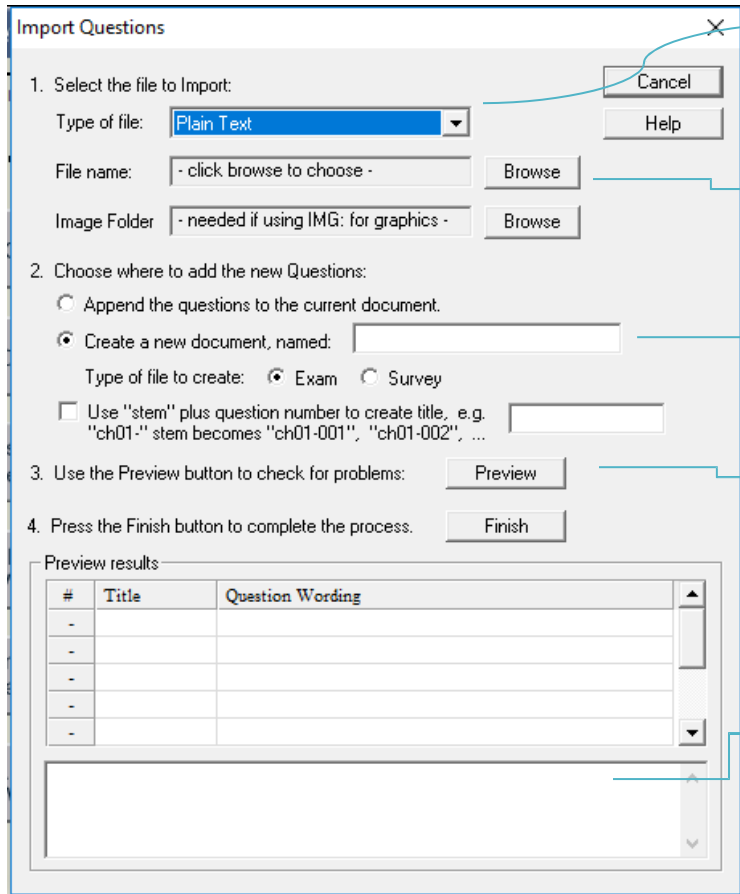 Import Questions
1. Select the file to Import:
Cancel
Type of file: Plain Text
Help
File name: - click browse to choose - Browse
Image Folder - needed if using IMG: for graphics - Browse
2. Choose where to add the new Questions:
Append the questions to the current document.
Create a new document, named:
Type of file to create: Exam Survey
Use "stem" plus question number to create title, e.g.
"ch01-" stem becomes "ch01-001", "ch01-002", ...
3. Use the Preview button to check for problems: Preview
4. Press the Finish button to complete the process. Finish
Preview results
# Title Question Wording
-
-
-
-
-